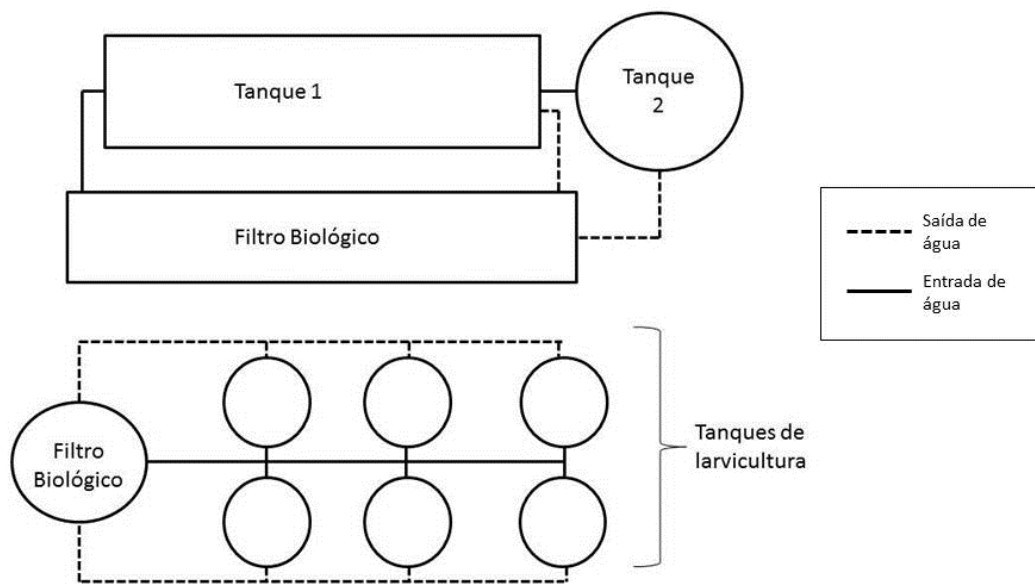 Tanque 1
Tanque
2
Filtro Biológico
Saída de
água
Entrada de
água
Filtro
Biológico
Tanques de
larvicultura